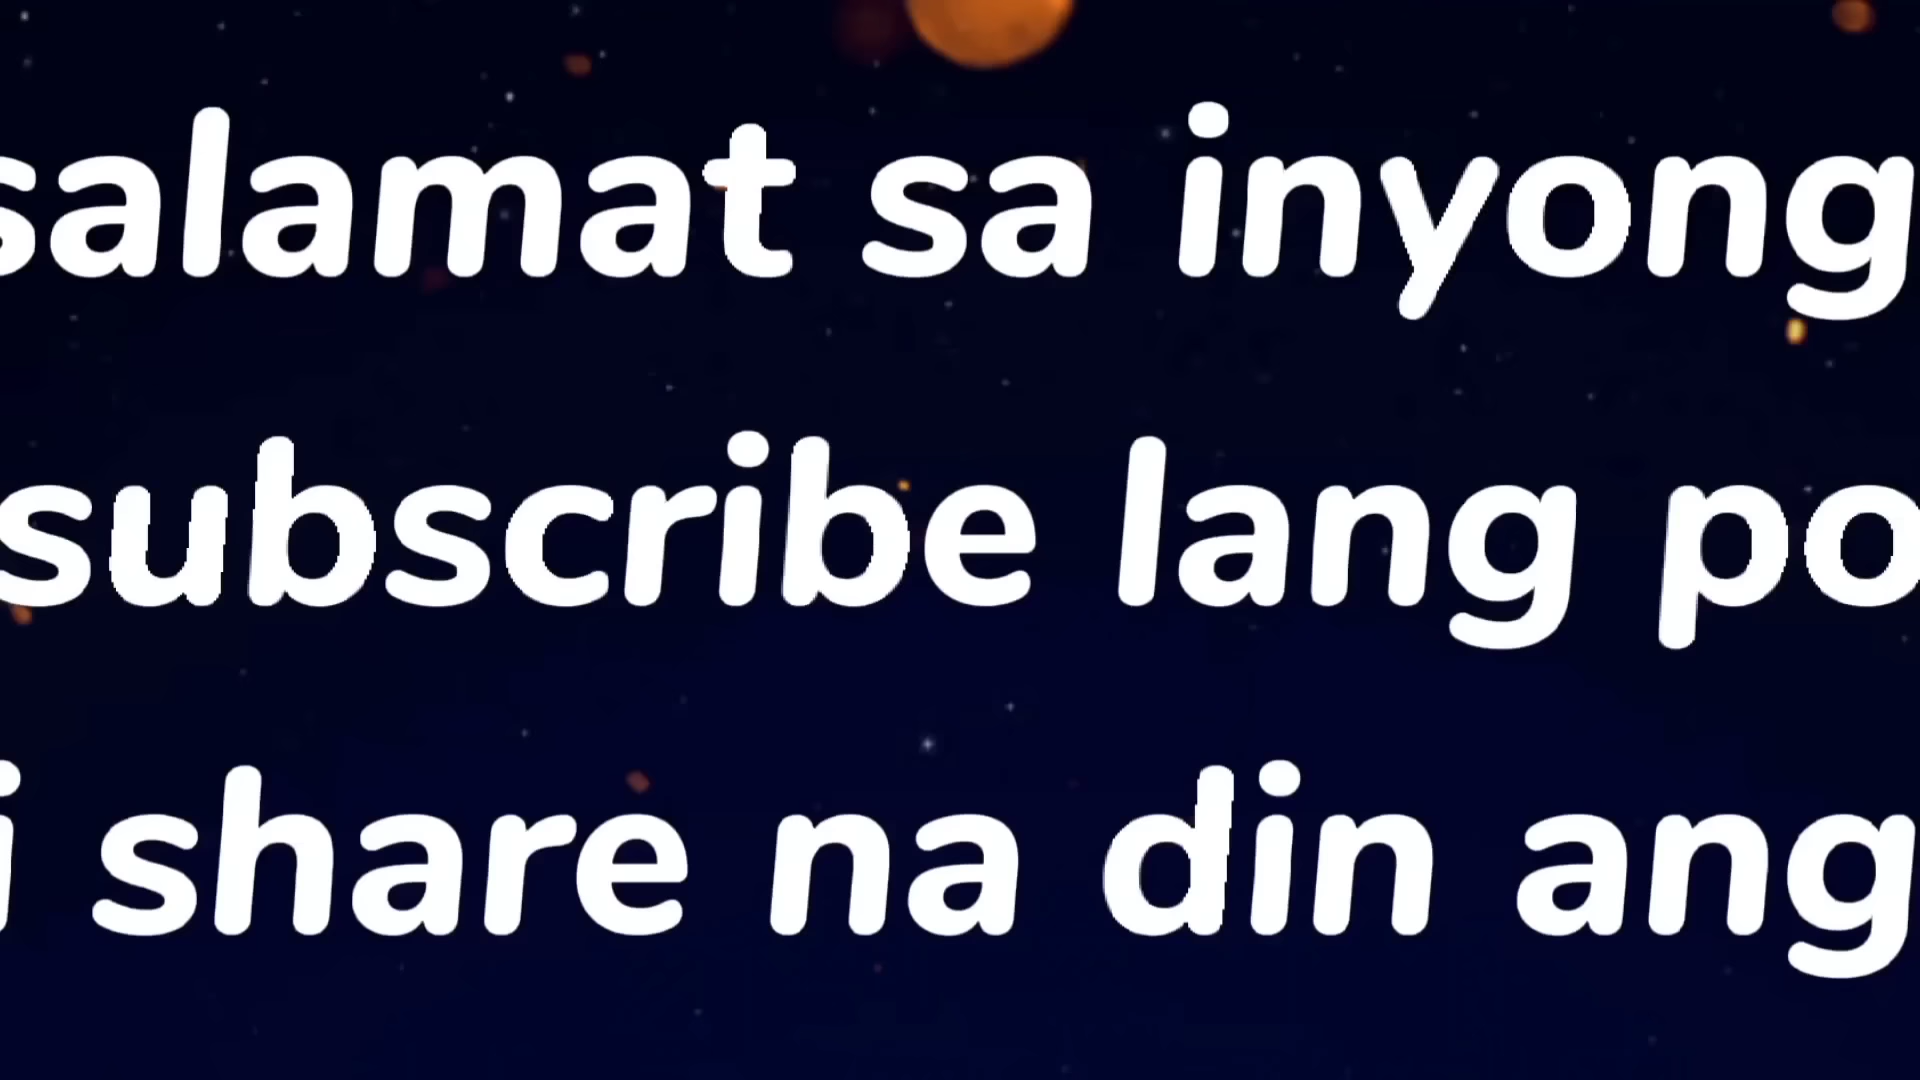 salamat sa inyong
subscribe lang po
i share na din ang